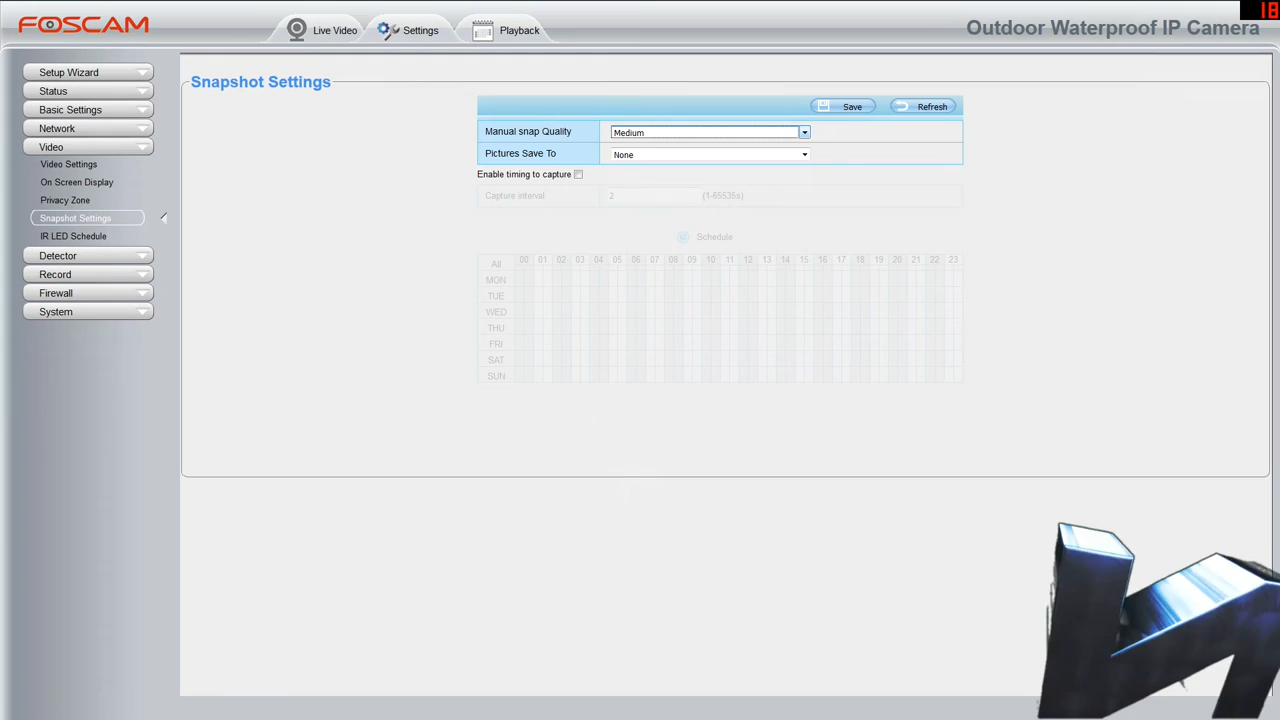 FOSCAM
Live Video
Settings
Playback
Outdoor Waterproof IP Camera
18
Setup Wizard
Status
Basic Settings
Network
Video
Video Settings
On Screen Display
Privacy Zone
Snapshot Settings
IR LED Schedule
Detector
Record
Firewall
System
Snapshot Settings
Save
Refresh
Manual snap Quality
Medium
Pictures Save To
None
Enable timing to capture
Capture interval
2
(1-65535s)
Schedule
All 00 01 02 03 04 05 06 07 08 09 10 11 12 13 14 15 16 17 18 19 20 21 22 23
MON
TUE
WED
THU
FRI
SAT
SUN